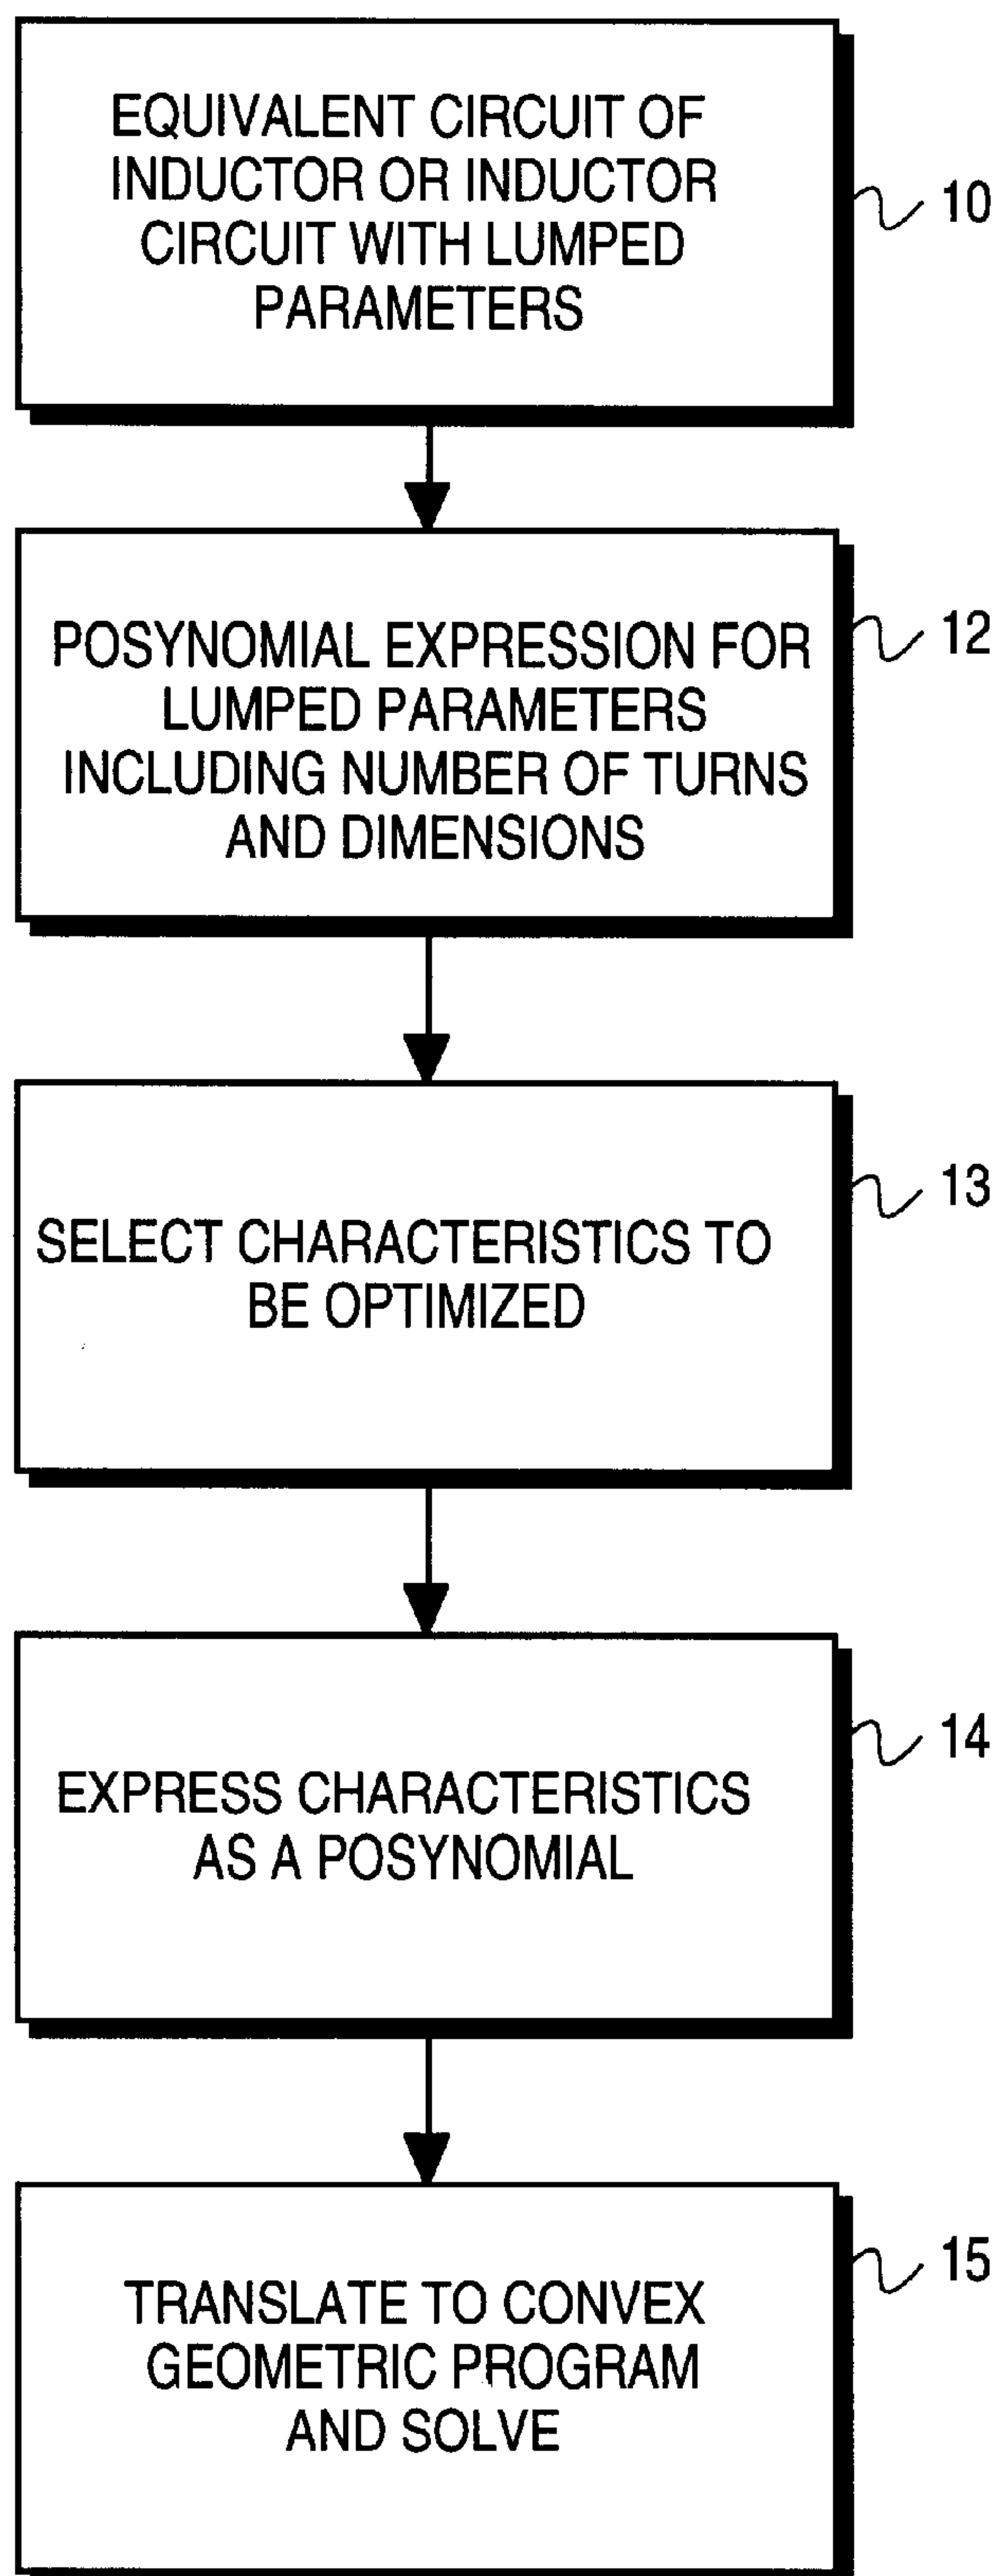 EQUIVALENT CIRCUIT OF
INDUCTOR OR INDUCTOR
CIRCUIT WITH LUMPED
PARAMETERS
10
POSYNOMIAL EXPRESSION FOR
LUMPED PARAMETERS
INCLUDING NUMBER OF TURNS
AND DIMENSIONS
12
SELECT CHARACTERISTICS TO
BE OPTIMIZED
13
EXPRESS CHARACTERISTICS
AS A POSYNOMIAL
14
TRANSLATE TO CONVEX
GEOMETRIC PROGRAM
AND SOLVE
15